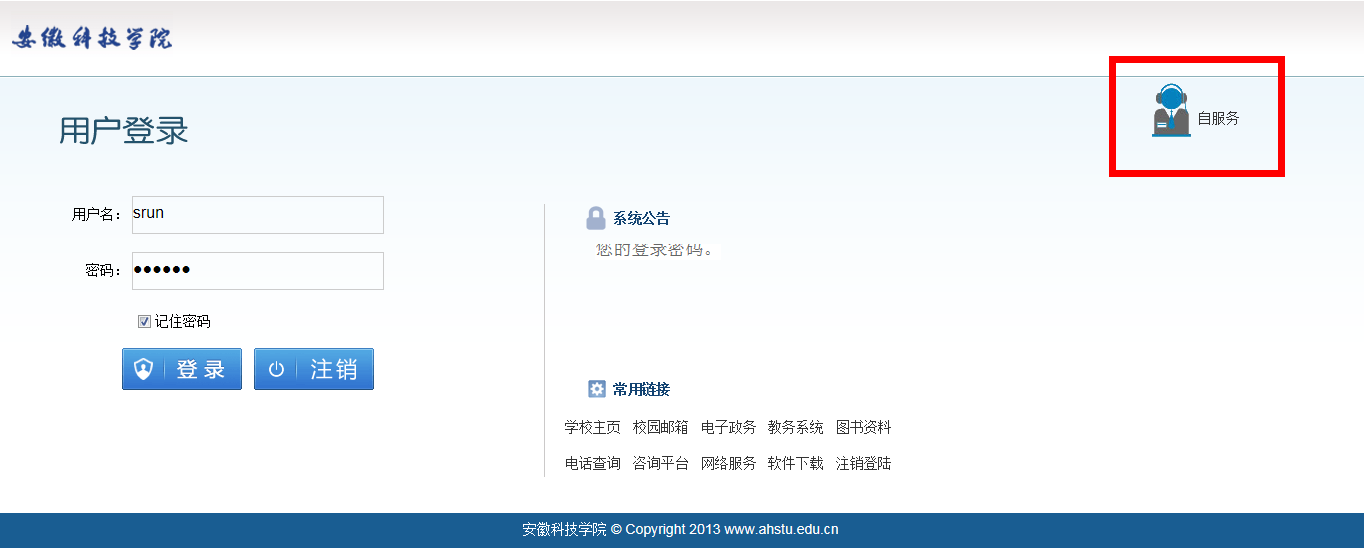 安徽科技学院
自服务
用户登录
用户名：
srun
系统公告
您的登录密码。
密码：
••••••
记住密码
登录
注销
常用链接
学校主页 校园邮箱 电子政务 教务系统 图书资料
电话查询 咨询平台 网络服务 软件下载 注销登陆
安徽科技学院 © Copyright 2013 www.ahstu.edu.cn